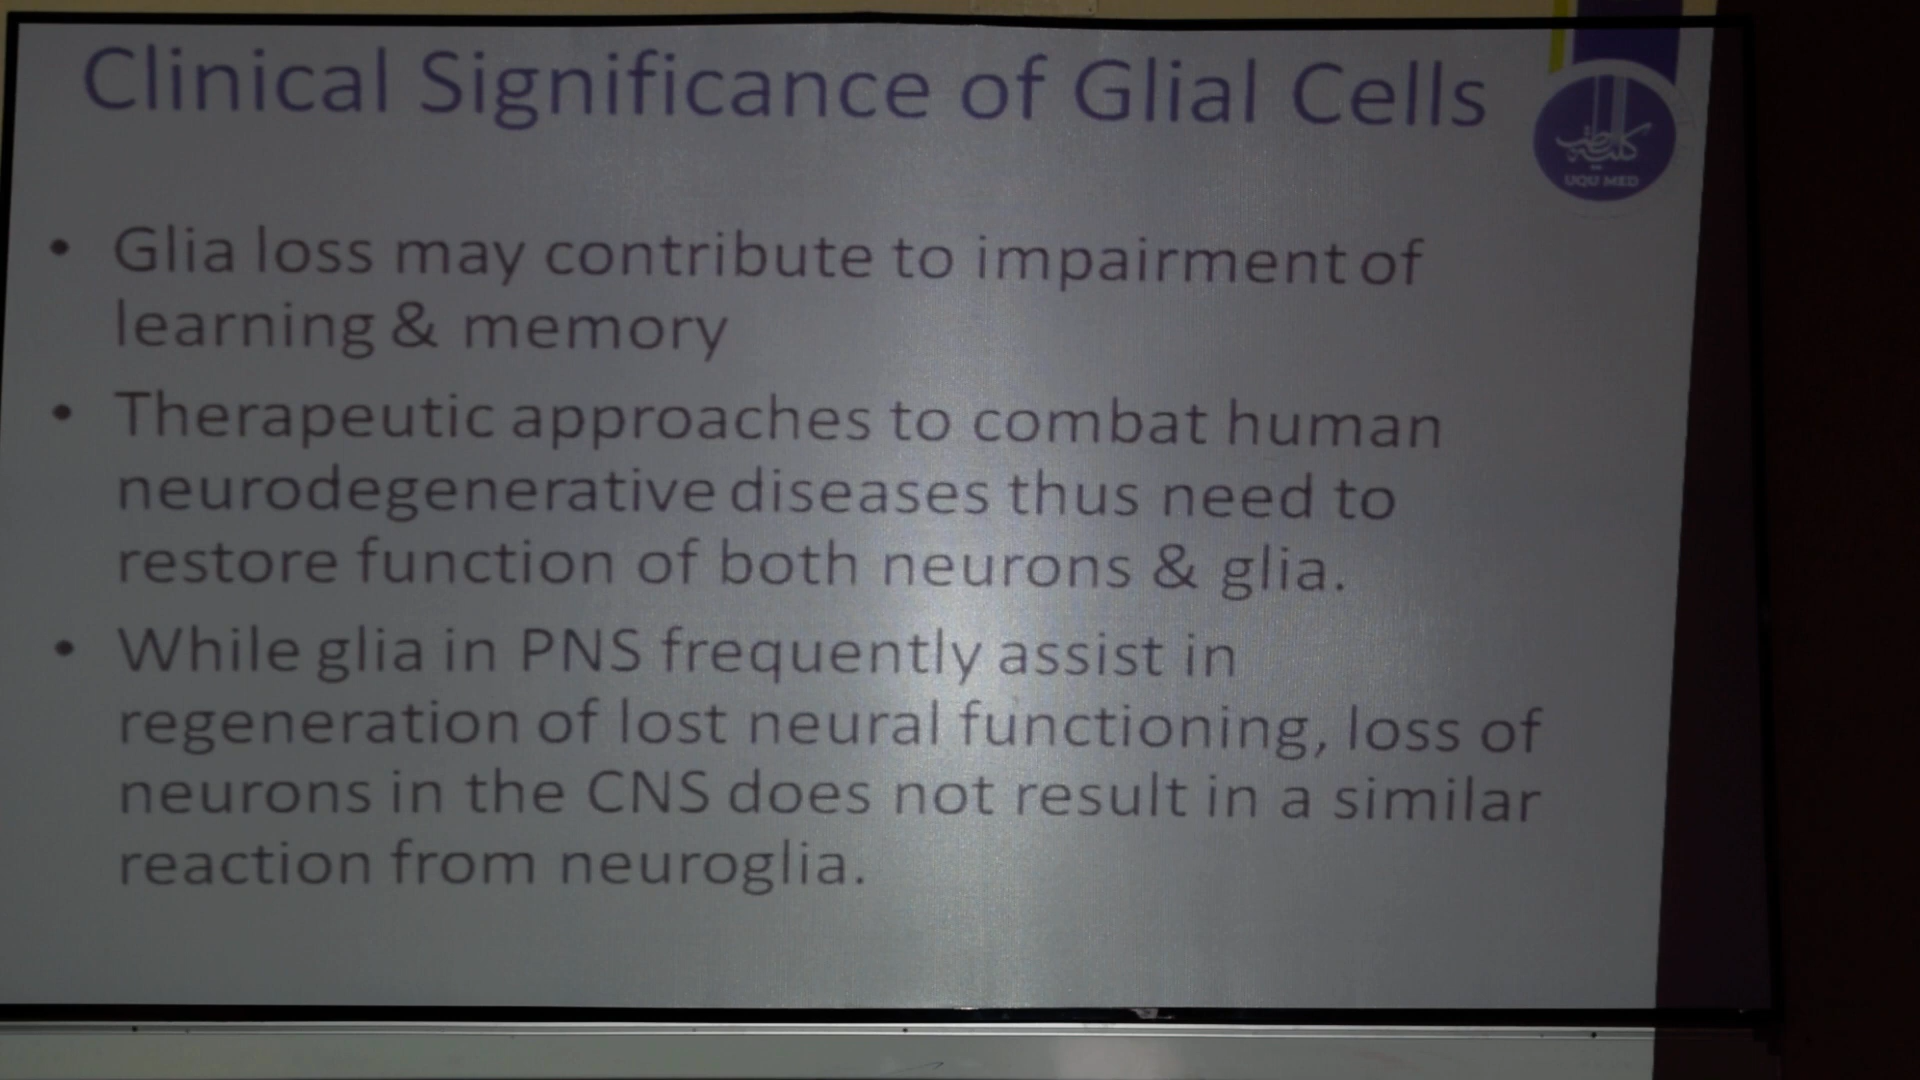 Clinical Significance of Glial Cells
UQU MED
• Glia loss may contribute to impairment of
learning & memory
• Therapeutic approaches to combat human
neurodegenerative diseases thus need to
restore function of both neurons & glia.
• While glia in PNS frequently assist in
regeneration of lost neural functioning, loss of
neurons in the CNS does not result in a similar
reaction from neuroglia.